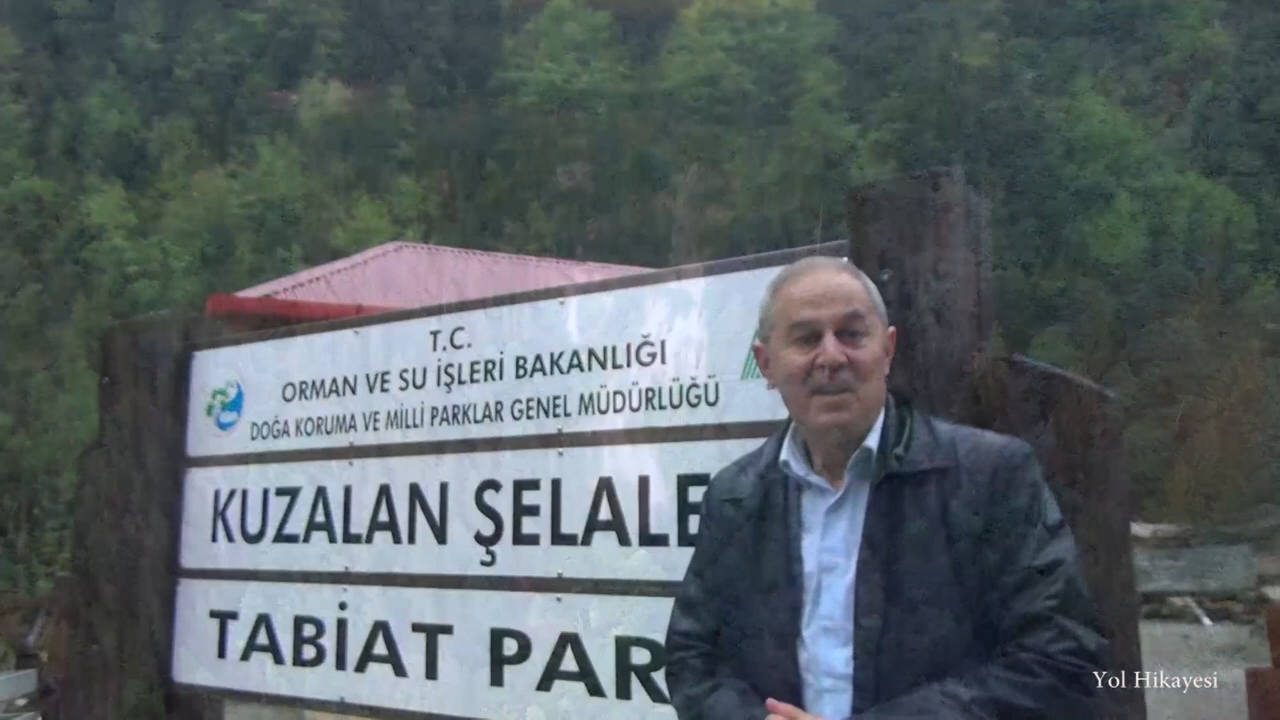 T.C.
ORMAN VE SU İŞLERİ BAKANLIĞI
DOĞA KORUMA VE MİLLİ PARKLAR GENEL MÜDÜRLÜĞÜ
KUZALAN ŞELALE
TABİAT PAR
Yol Hikayesi